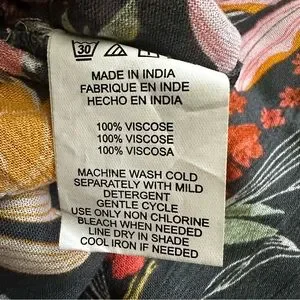 30
MADE IN INDIA
FABRIQUE EN INDE
HECHO EN INDIA
100% VISCOSE
100% VISCOSE
100% VISCOSA
MACHINE WASH COLD
SEPARATELY WITH MILD
DETERGENT
GENTLE CYCLE
USE ONLY NON CHLORINE
BLEACH WHEN NEEDED
LINE DRY IN SHADE
COOL IRON IF NEEDED